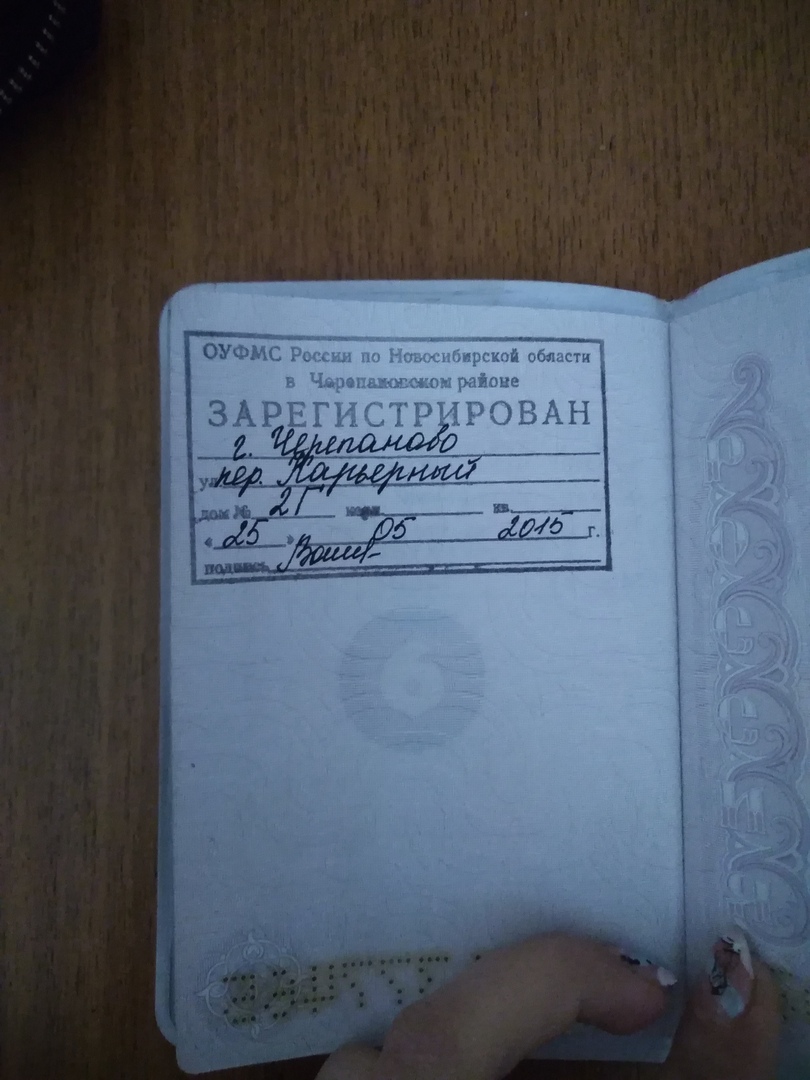 ОУФМС России по Новосибирской области
в Черепановском районе
ЗАРЕГИСТРИРОВАН
г. Черепаново
ул пер. Карьерный
дом № 2Г корп. кв.
« 25 » 05 2015 г.
подпись
6